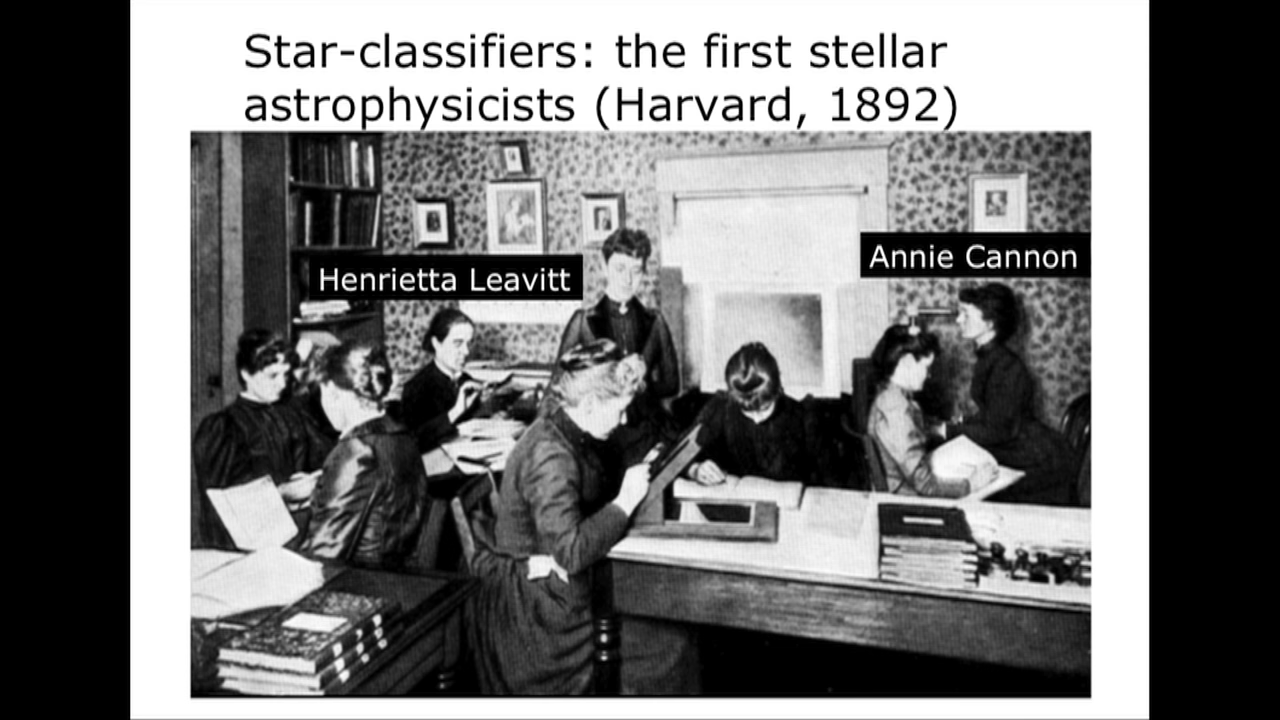 Star-classifiers: the first stellar
astrophysicists (Harvard, 1892)
Annie Cannon
Henrietta Leavitt